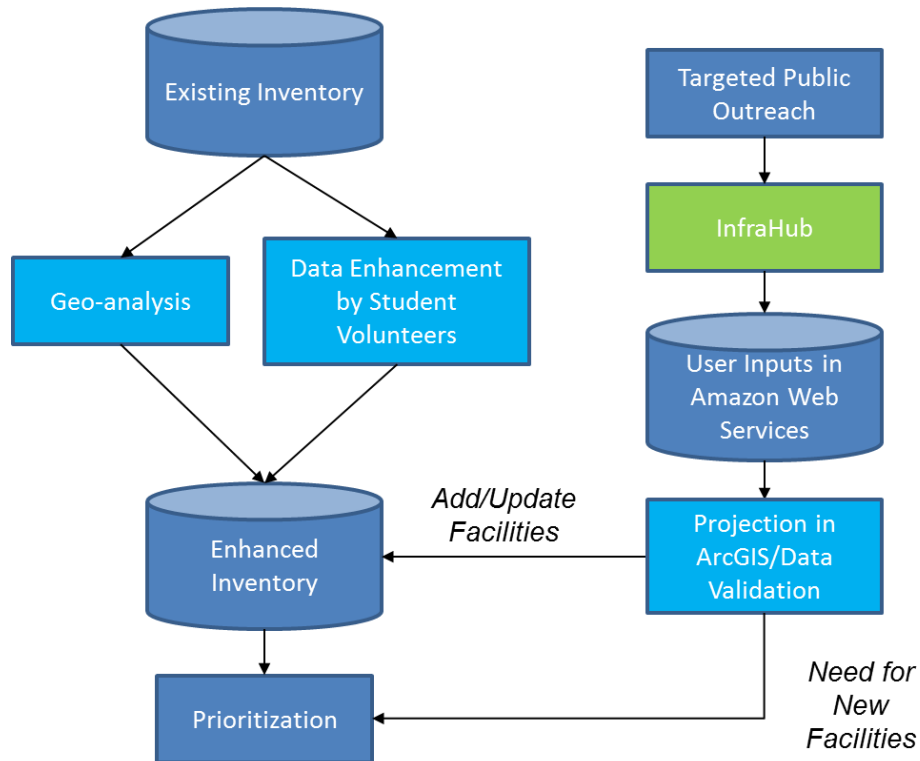 Existing Inventory
Targeted Public
Outreach
InfraHub
Geo-analysis
Data Enhancement
by Student
Volunteers
User Inputs in
Amazon Web
Services
Add/Update
Facilities
Enhanced
Inventory
Projection in
ArcGIS/Data
Validation
Prioritization
Need for
New
Facilities